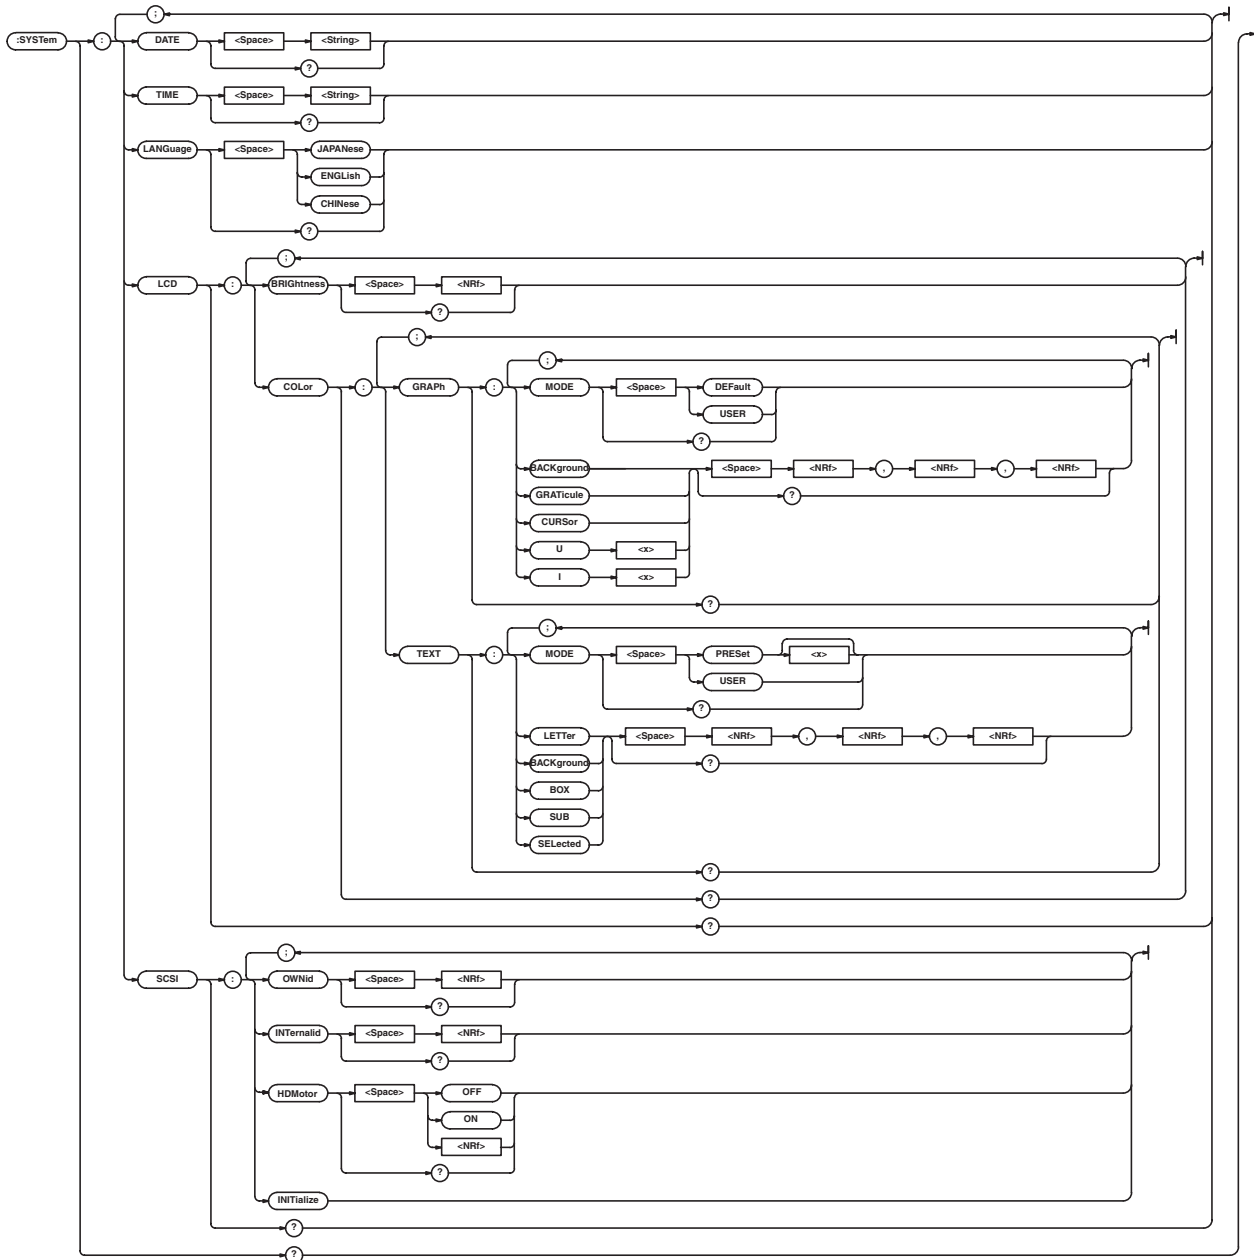 ;
:SYSTem : DATE <Space> <String>
?
TIME <Space> <String>
?
LANGuage <Space> JAPANese
ENGLish
CHINese
?
;
LCD : BRIGhtness <Space> <NRf>
?
;
COLor : GRAPh :
;
MODE <Space> DEFault
USER
?
BACKground <Space> <NRf> , <NRf> , <NRf>
GRATicule ?
CURSor
U <x>
I <x>
?
;
TEXT : MODE <Space> PRESet <x>
USER
?
LETTer <Space> <NRf> , <NRf> , <NRf>
BACKground ?
BOX
SUB
SELected
?
?
?
;
SCSI : OWNid <Space> <NRf>
?
INTernalid <Space> <NRf>
?
HDMotor <Space> OFF
ON
<NRf>
?
INITialize
?
?